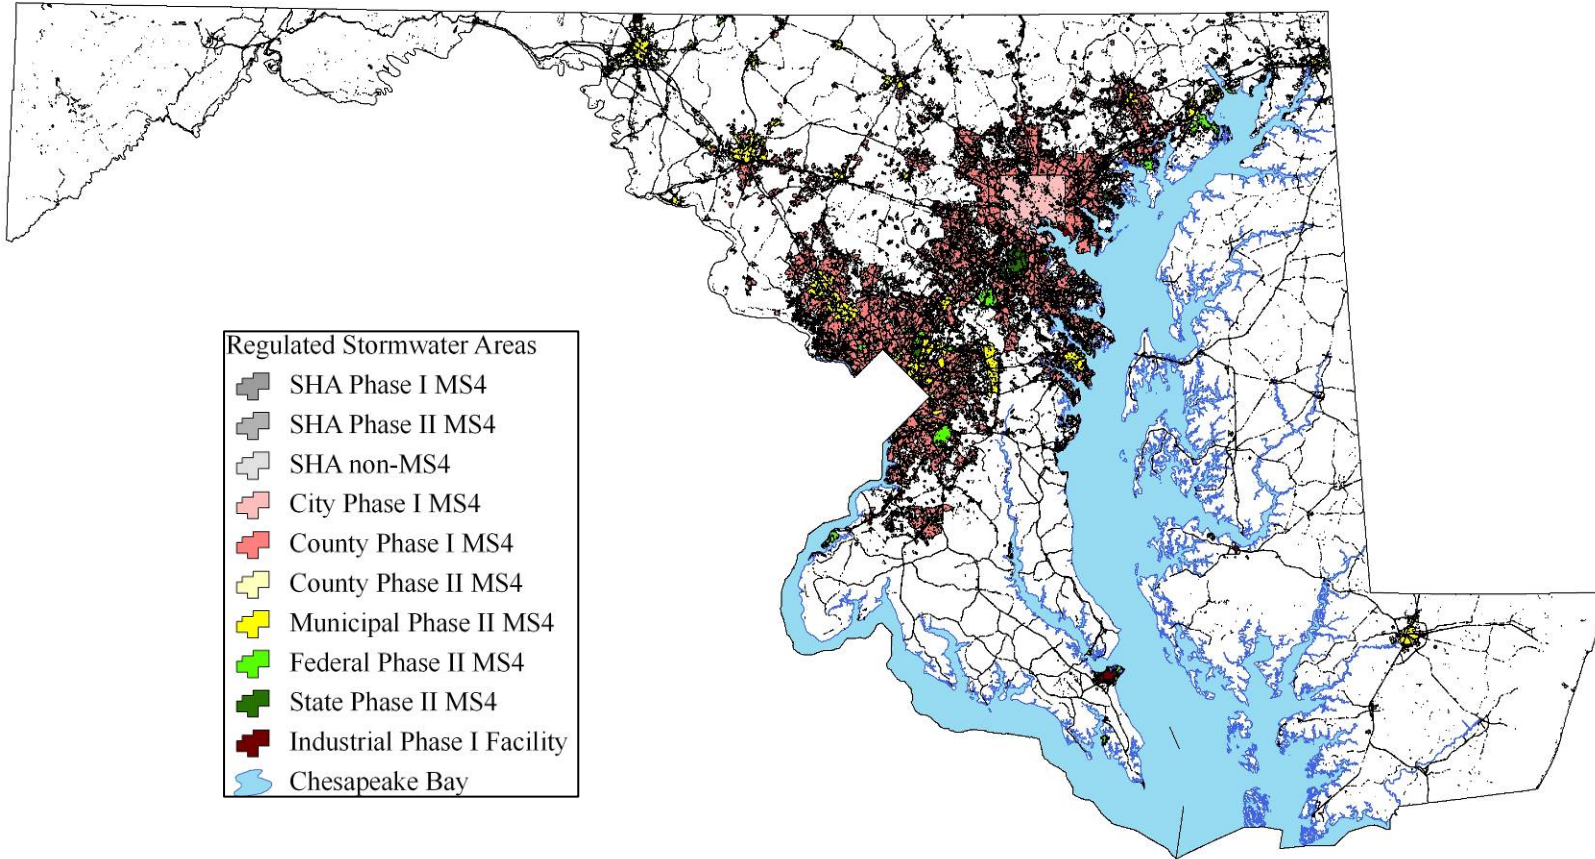 Regulated Stormwater Areas
SHA Phase I MS4
SHA Phase II MS4
SHA non-MS4
City Phase I MS4
County Phase I MS4
County Phase II MS4
Municipal Phase II MS4
Federal Phase II MS4
State Phase II MS4
Industrial Phase I Facility
Chesapeake Bay